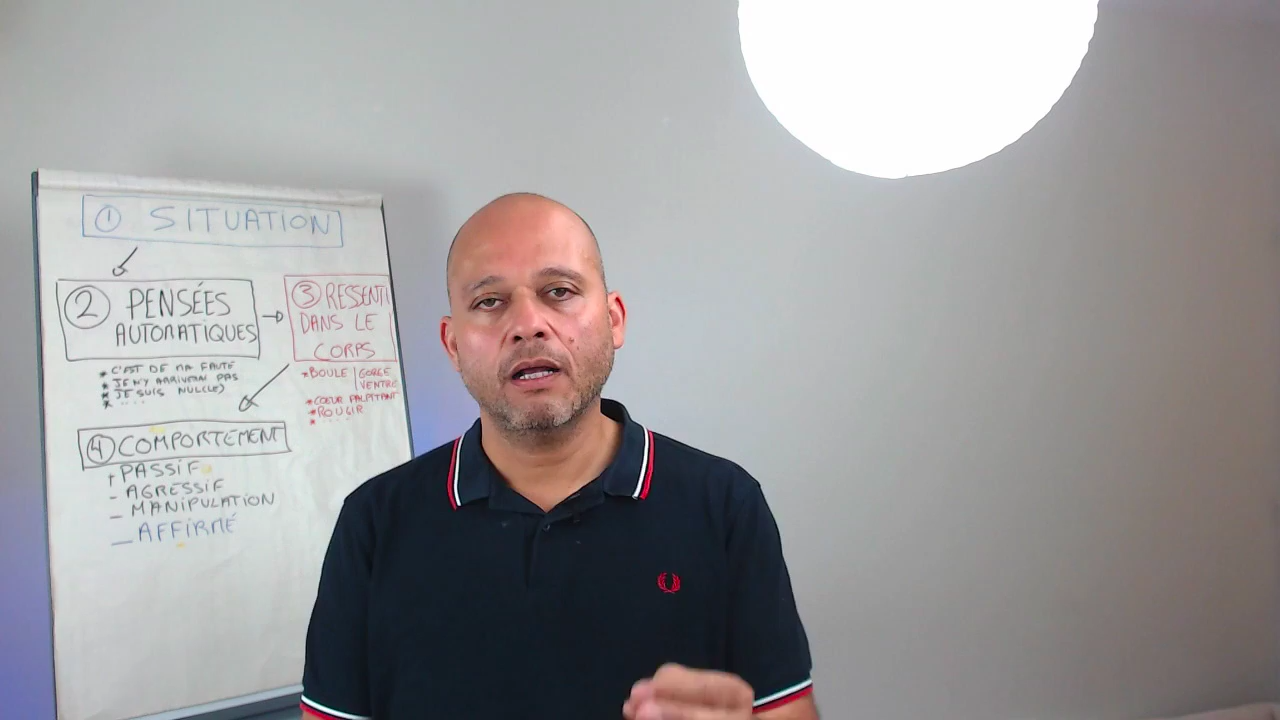 ① SITUATION
② PENSÉES
AUTOMATIQUES
* C'EST DE MA FAUTE
* JE N'Y ARRIVERAI PAS
* JE SUIS NUL(LE)
* ....
③ RESSENTI
DANS LE
CORPS
* BOULE | GORGE
VENTRE
* CŒUR PALPITANT
* ROUGIR
* ....
④ COMPORTEMENT
- PASSIF
- AGRESSIF
- MANIPULATION
- AFFIRMÉ